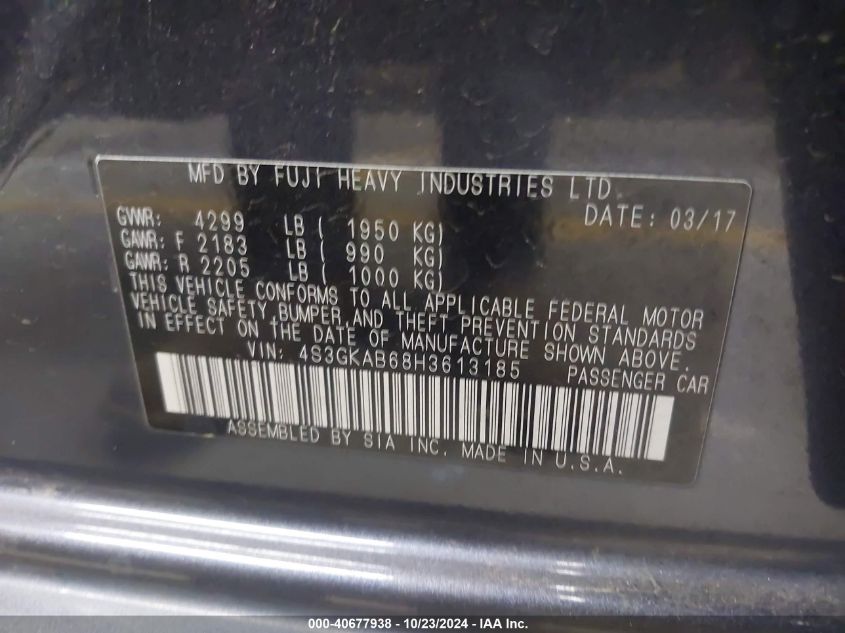 MFD BY FUJI HEAVY INDUSTRIES LTD.
DATE: 03/17
GVWR: 4299 LB ( 1950 KG)
GAWR: F 2183 LB ( 990 KG)
GAWR: R 2205 LB ( 1000 KG)
THIS VEHICLE CONFORMS TO ALL APPLICABLE FEDERAL MOTOR
VEHICLE SAFETY, BUMPER, AND THEFT PREVENTION STANDARDS
IN EFFECT ON THE DATE OF MANUFACTURE SHOWN ABOVE.
VIN: 4S3GKAB68H3613185 PASSENGER CAR
ASSEMBLED BY SIA INC. MADE IN U.S.A.
000-40677938 - 10/23/2024 - IAA Inc.